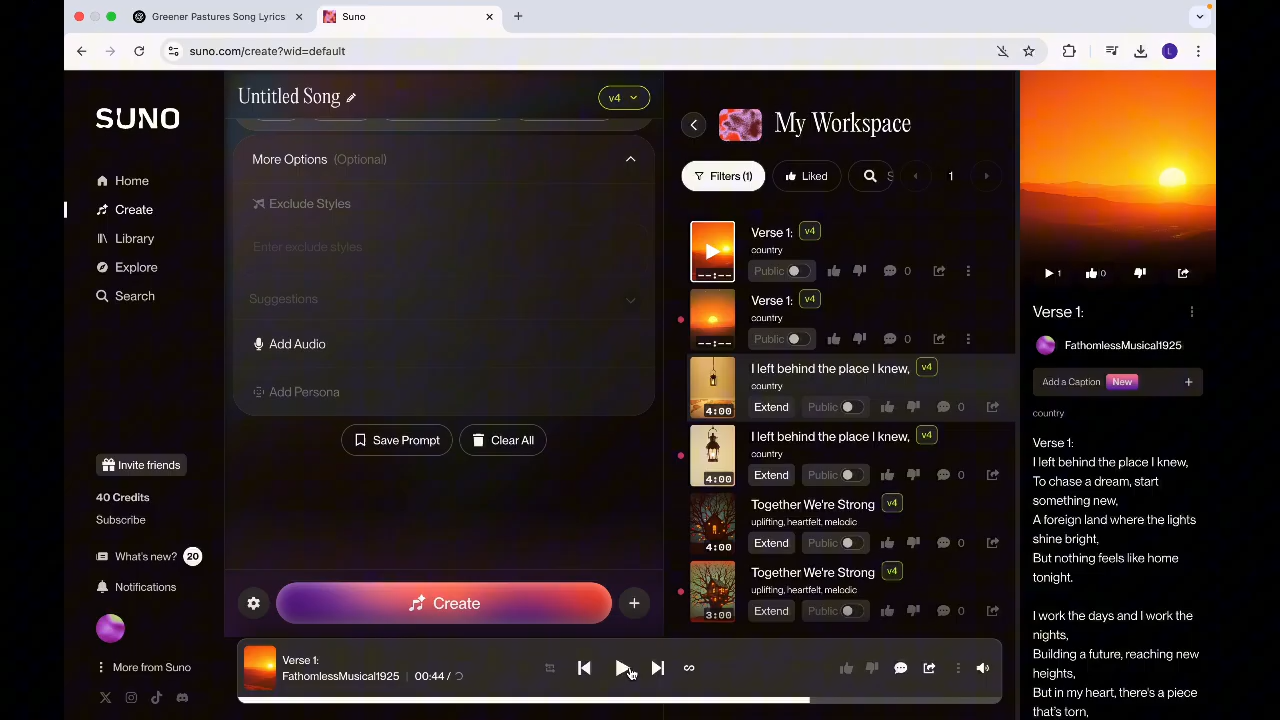 Greener Pastures Song Lyrics
Suno
suno.com/create?wid=default
L
SUNO
Home
Create
Library
Explore
Search
Invite friends
40 Credits
Subscribe
What's new? 20
Notifications
More from Suno
Untitled Song
v4
More Options (Optional)
Exclude Styles
Enter exclude styles
Suggestions
Add Audio
Add Persona
Save Prompt
Clear All
Create
My Workspace
Filters (1)
Liked
S
1
Verse 1: v4
country
Public
0
--:--
Verse 1: v4
country
Public
0
--:--
I left behind the place I knew, v4
country
4:00
Extend
Public
0
I left behind the place I knew, v4
country
4:00
Extend
Public
0
Together We're Strong v4
uplifting, heartfelt, melodic
4:00
Extend
Public
0
Together We're Strong v4
uplifting, heartfelt, melodic
3:00
Extend
Public
0
Verse 1:
FathomlessMusical1925 00:44 /
1
0
Verse 1:
FathomlessMusical1925
Add a Caption New
country
Verse 1:
I left behind the place I knew,
To chase a dream, start
something new,
A foreign land where the lights
shine bright,
But nothing feels like home
tonight.
I work the days and I work the
nights,
Building a future, reaching new
heights,
But in my heart, there's a piece
that's torn,